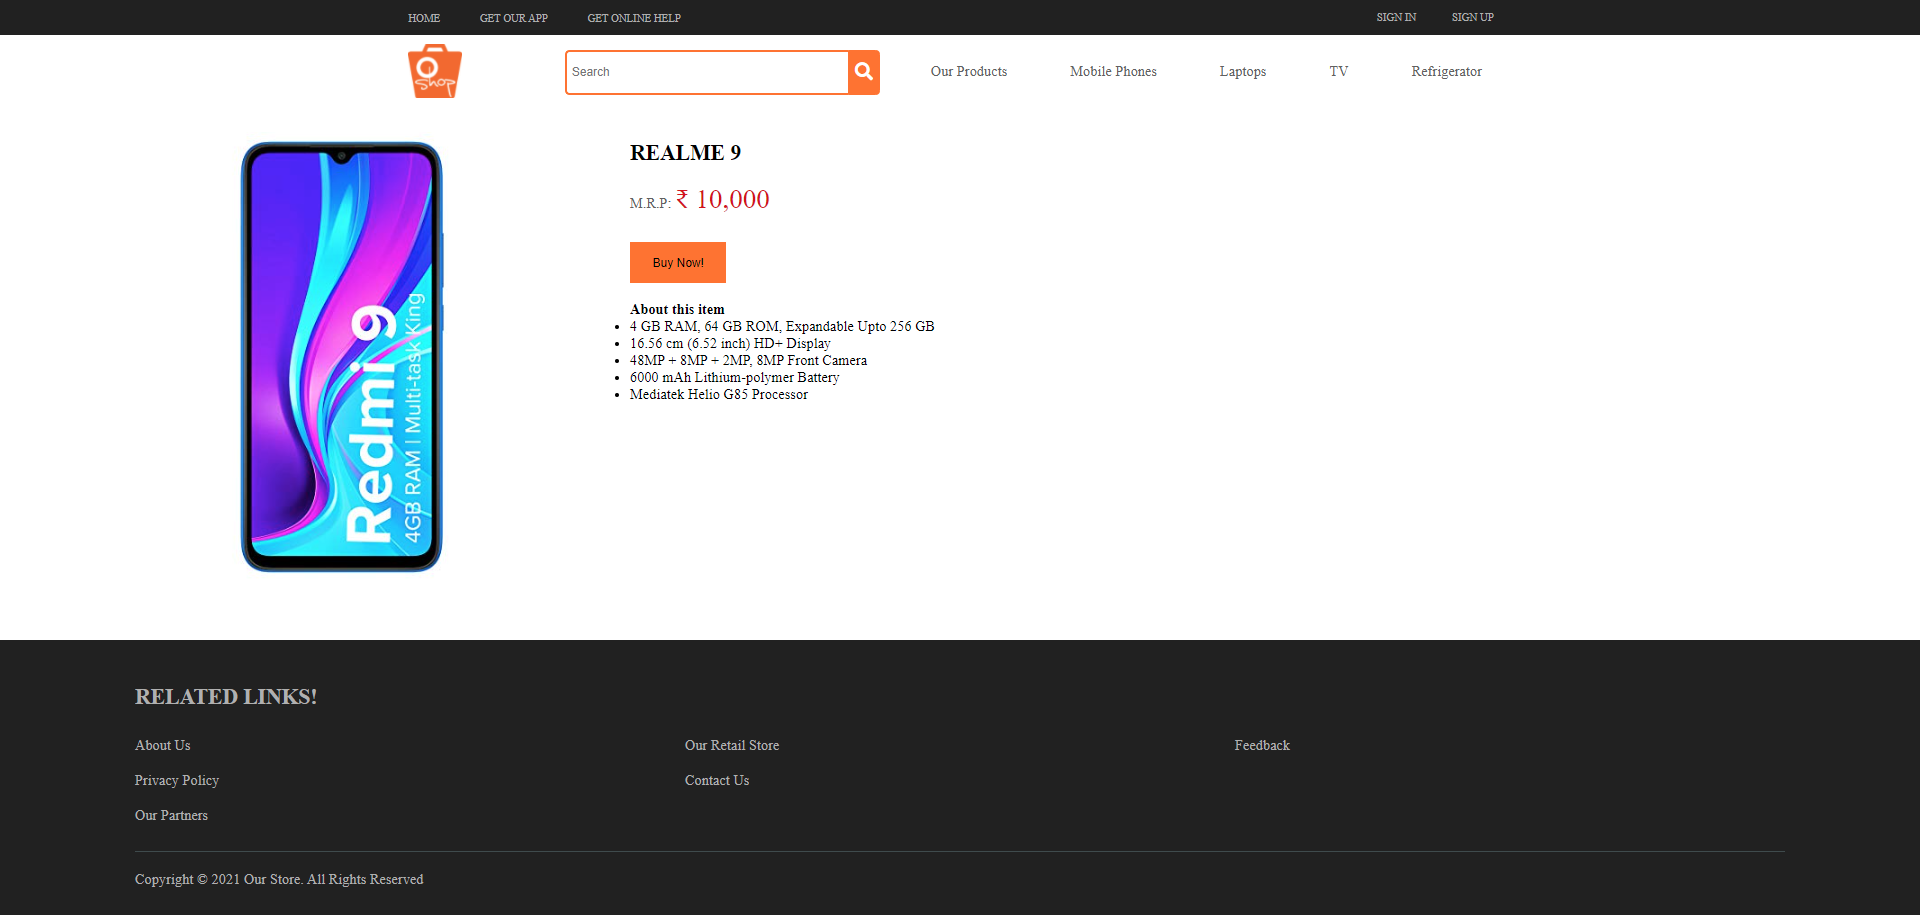 HOME GET OUR APP GET ONLINE HELP SIGN IN SIGN UP
O Shop
Search
Our Products Mobile Phones Laptops TV Refrigerator
Redmi 9
4GB RAM | Multi-task King
REALME 9
M.R.P: ₹ 10,000
Buy Now!
About this item
• 4 GB RAM, 64 GB ROM, Expandable Upto 256 GB
• 16.56 cm (6.52 inch) HD+ Display
• 48MP + 8MP + 2MP, 8MP Front Camera
• 6000 mAh Lithium-polymer Battery
• Mediatek Helio G85 Processor
RELATED LINKS!
About Us Our Retail Store Feedback
Privacy Policy Contact Us
Our Partners
Copyright © 2021 Our Store. All Rights Reserved